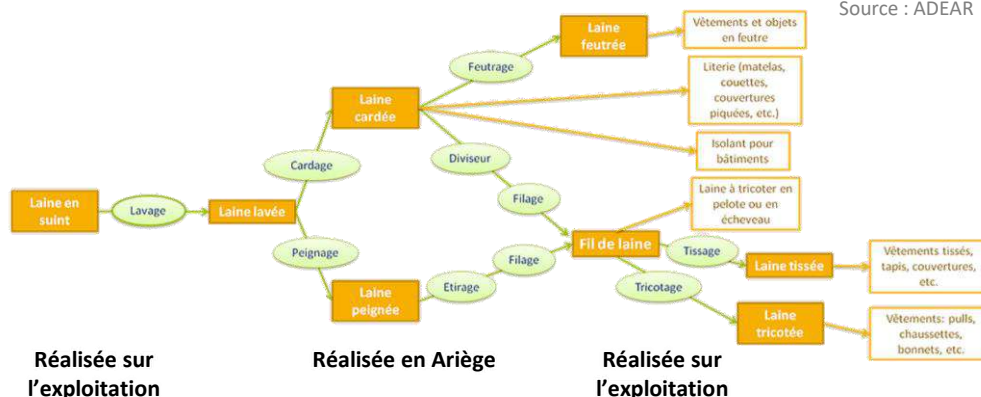 Source : ADEAR
Laine
feutrée
Vêtements et objets
en feutre
Feutrage
Literie (matelas,
couettes,
couvertures
piquées, etc.)
Laine
cardée
Isolant pour
bâtiments
Cardage
Diviseur
Laine à tricoter en
pelote ou en
écheveau
Laine en
suint
Lavage
Laine lavée
Filage
Fil de laine
Peignage
Filage
Tissage
Laine tissée
Vêtements tissés,
tapis, couvertures,
etc.
Laine
peignée
Etirage
Tricotage
Laine
tricotée
Vêtements: pulls,
chaussettes,
bonnets, etc.
Réalisée sur
l’exploitation
Réalisée en Ariège
Réalisée sur
l’exploitation